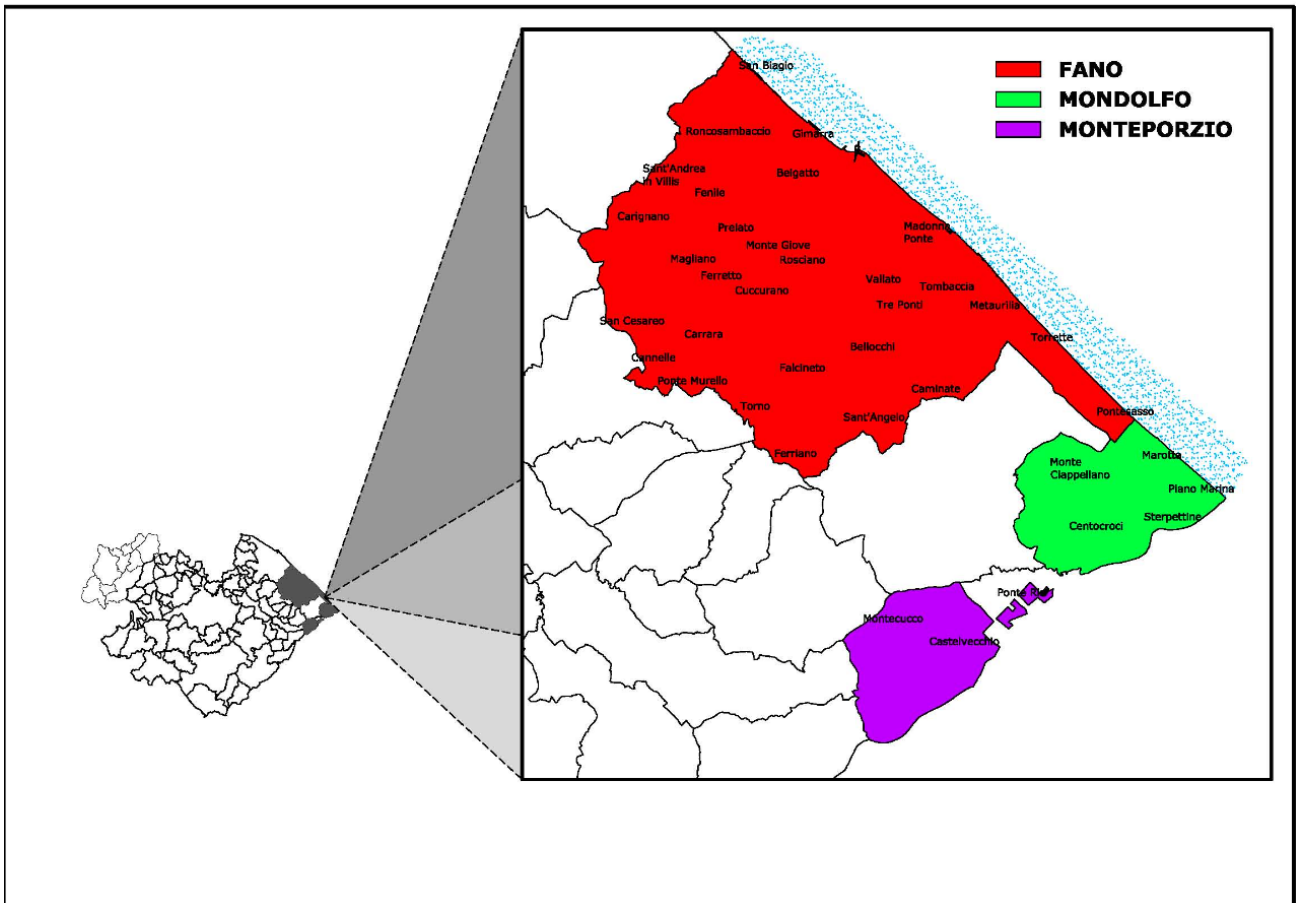 FANO
MONDOLFO
MONTEPORZIO
San Biagio
Roncosambaccio
Gimarra
Sant'Andrea
in Villis
Belgatto
Fenile
Carignano
Prelato
Madonna
Ponte
Monte Giove
Magliano
Rosciano
Ferretto
Vallato
Tombaccia
Cuccurano
Tre Ponti
Metaurilia
San Cesareo
Carrara
Torrette
Bellocchi
Cannelle
Falcineto
Ponte Murello
Caminate
Torno
Sant'Angelo
Pontesasso
Ferriano
Marotta
Monte
Ciappellano
Piano Marina
Sterpettine
Centocroci
Ponte
Montecucco
Castelvecchio